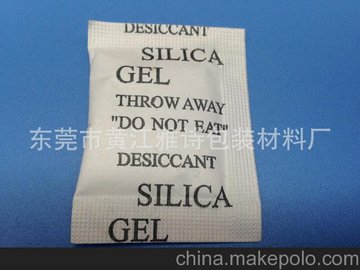 DESICCANT
SILICA
GEL
THROW AWAY
"DO NOT EAT"
东莞市黄江雅诗包装材料厂
DESICCANT
SILICA
GEL
china.makepolo.com